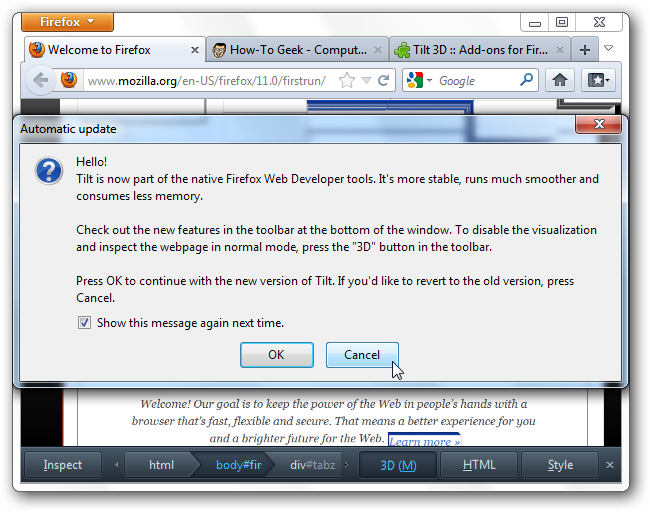 Firefox
Welcome to Firefox
How-To Geek - Comput...
Tilt 3D :: Add-ons for Fir...
www.mozilla.org/en-US/firefox/11.0/firstrun/
Google
Automatic update
Hello!
Tilt is now part of the native Firefox Web Developer tools. It's more stable, runs much smoother and
consumes less memory.
Check out the new features in the toolbar at the bottom of the window. To disable the visualization
and inspect the webpage in normal mode, press the "3D" button in the toolbar.
Press OK to continue with the new version of Tilt. If you'd like to revert to the old version, press
Cancel.
Show this message again next time.
OK
Cancel
Welcome! Our goal is to keep the power of the Web in people's hands with a
browser that's fast, flexible and secure. That means a better experience for you
and a brighter future for the Web. Learn more »
Inspect
html
body#fir
div#tabz
3D (M)
HTML
Style